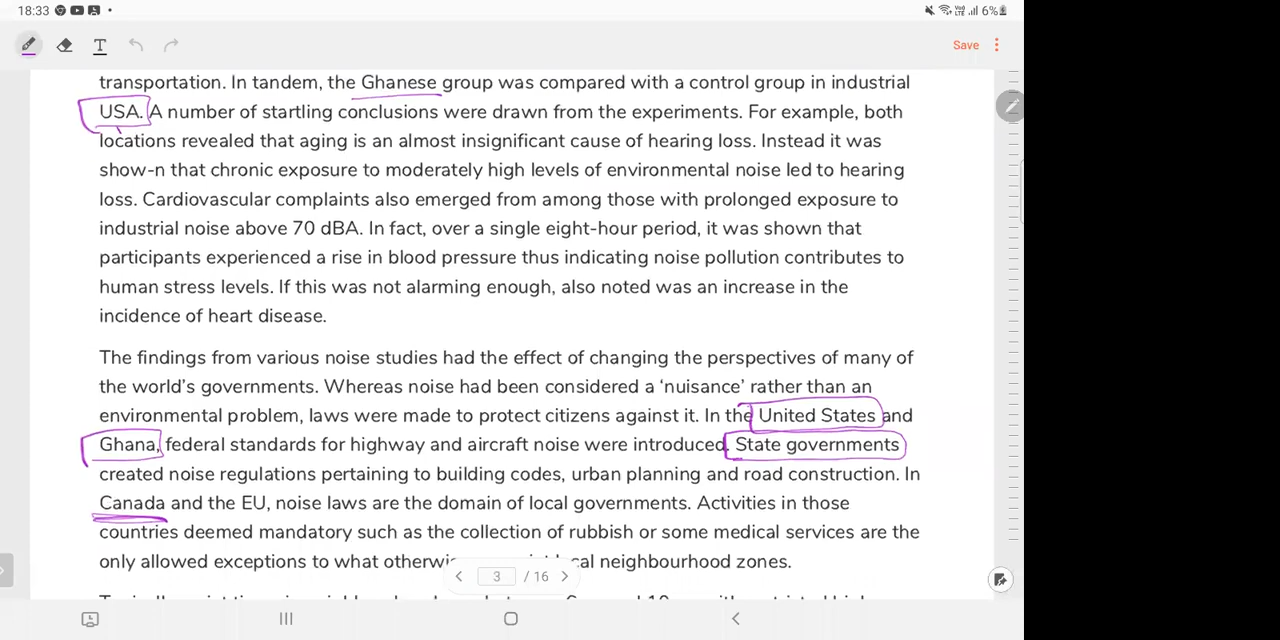 18:33
6%
Save
transportation. In tandem, the Ghanese group was compared with a control group in industrial
USA. A number of startling conclusions were drawn from the experiments. For example, both
locations revealed that aging is an almost insignificant cause of hearing loss. Instead it was
show-n that chronic exposure to moderately high levels of environmental noise led to hearing
loss. Cardiovascular complaints also emerged from among those with prolonged exposure to
industrial noise above 70 dBA. In fact, over a single eight-hour period, it was shown that
participants experienced a rise in blood pressure thus indicating noise pollution contributes to
human stress levels. If this was not alarming enough, also noted was an increase in the
incidence of heart disease.
The findings from various noise studies had the effect of changing the perspectives of many of
the world's governments. Whereas noise had been considered a 'nuisance' rather than an
environmental problem, laws were made to protect citizens against it. In the United States and
Ghana, federal standards for highway and aircraft noise were introduced. State governments
created noise regulations pertaining to building codes, urban planning and road construction. In
Canada and the EU, noise laws are the domain of local governments. Activities in those
countries deemed mandatory such as the collection of rubbish or some medical services are the
only allowed exceptions to what neighbourhood zones.
3 / 16